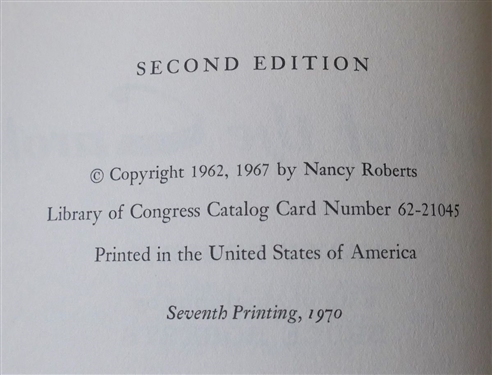 SECOND EDITION
© Copyright 1962, 1967 by Nancy Roberts
Library of Congress Catalog Card Number 62-21045
Printed in the United States of America
Seventh Printing, 1970